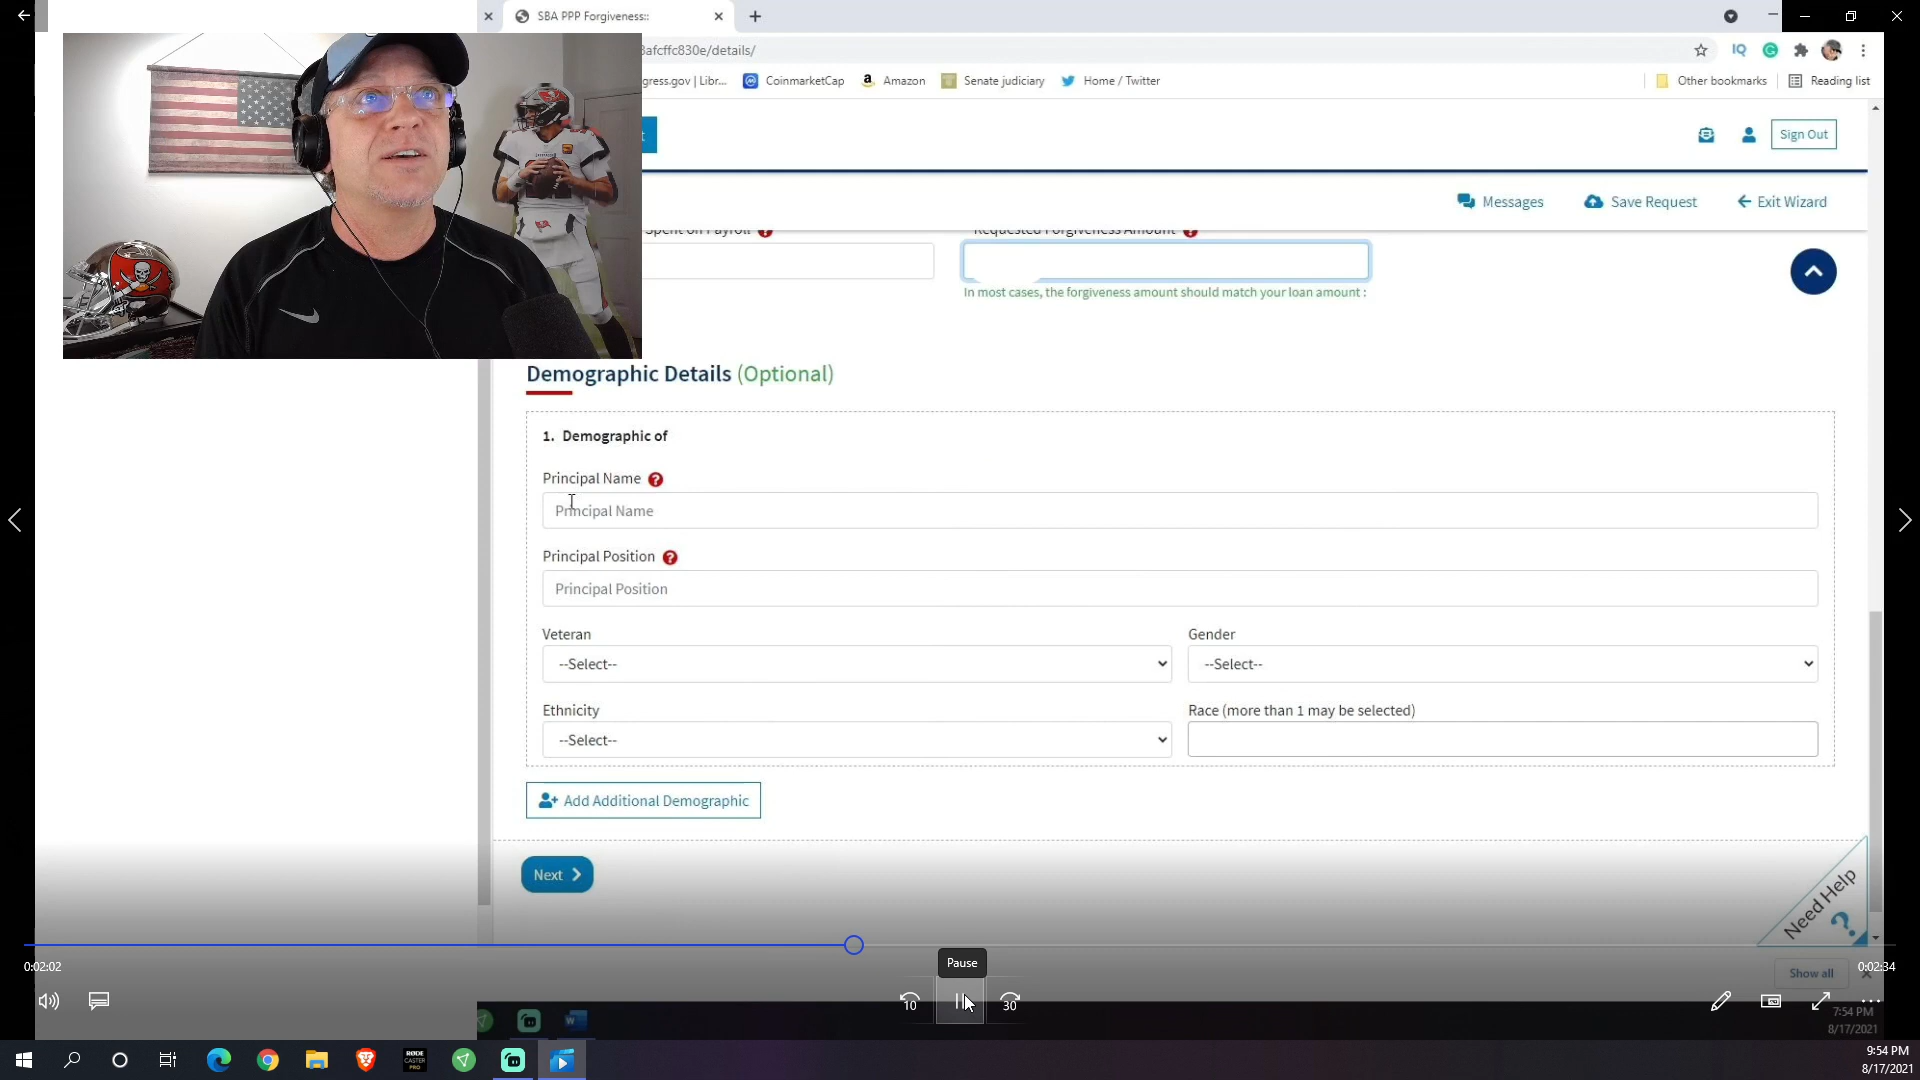 SBA PPP Forgiveness::
3afcffc830e/details/
gress.gov | Libr...
CoinmarketCap
Amazon
Senate judiciary
Home / Twitter
Other bookmarks
Reading list
Sign Out
Messages
Save Request
Exit Wizard
Spent on Payroll
Requested Forgiveness Amount
In most cases, the forgiveness amount should match your loan amount :
Demographic Details (Optional)
1. Demographic of
Principal Name
Principal Name
Principal Position
Principal Position
Veteran
Gender
--Select--
--Select--
Ethnicity
Race (more than 1 may be selected)
--Select--
Add Additional Demographic
Next
Need Help
?
Pause
0:02:02
0:02:34
Show all
10
30
7:54 PM
8/17/2021
RØDE
CASTER
PRO
9:54 PM
8/17/2021